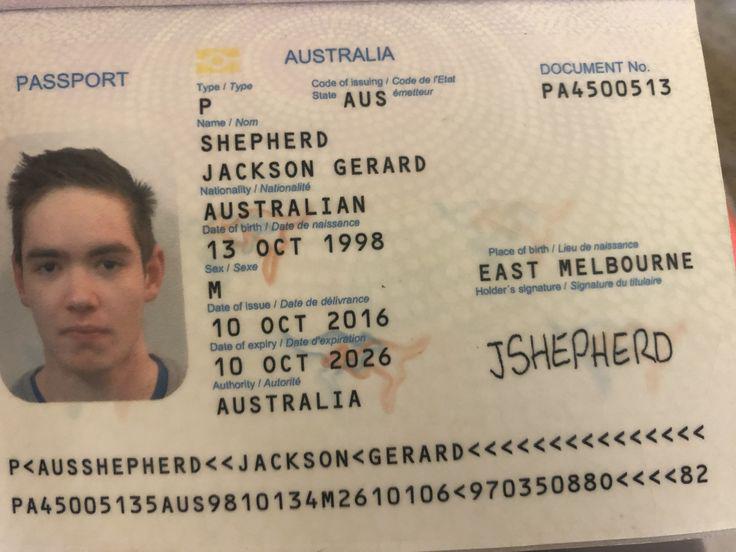 PASSPORT
AUSTRALIA
Type / Type
P
Code of issuing / Code de l'Etat
State AUS émetteur
DOCUMENT No.
PA4500513
Name / Nom
SHEPHERD
JACKSON GERARD
Nationality / Nationalité
AUSTRALIAN
Date of birth / Date de naissance
13 OCT 1998
Sex / Sexe
M
Place of birth / Lieu de naissance
EAST MELBOURNE
Date of issue / Date de délivrance
10 OCT 2016
Holder's signature / Signature du titulaire
JSHEPHERD
Date of expiry / Date d'expiration
10 OCT 2026
Authority / Autorité
AUSTRALIA
P<AUSSHEPHERD<<JACKSON<GERARD<<<<<<<<<<<<<<<
PA45005135AUS9810134M2610106<970350880<<<<82